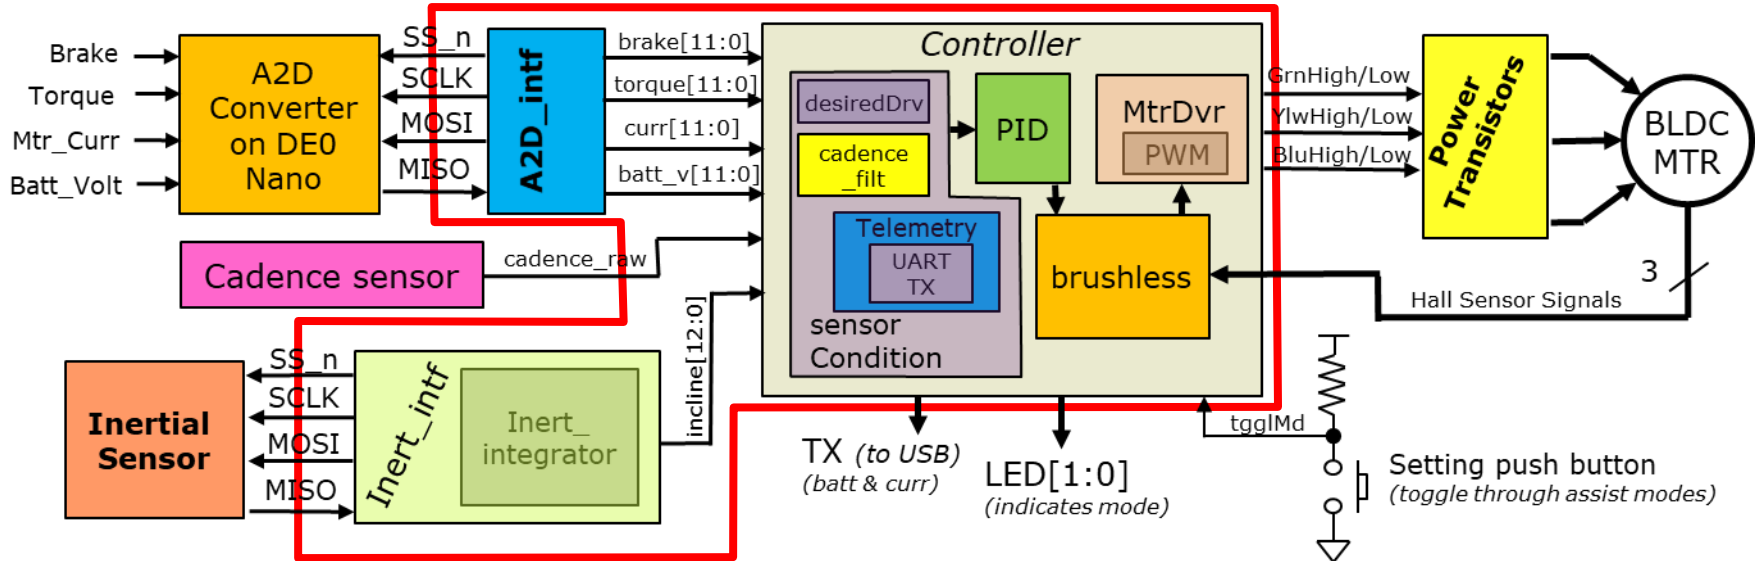 Brake
Torque
Mtr_Curr
Batt_Volt
A2D
Converter
on DE0
Nano
SS_n
SCLK
MOSI
MISO
A2D_intf
brake[11:0]
torque[11:0]
curr[11:0]
batt_v[11:0]
Cadence sensor
cadence_raw
Inertial
Sensor
SS_n
SCLK
MOSI
MISO
Inert_intf
Inert_
integrator
incline[12:0]
Controller
desiredDrv
cadence
_filt
Telemetry
UART
TX
sensor
Condition
PID
MtrDvr
PWM
brushless
GrnHigh/Low
YlwHigh/Low
BluHigh/Low
Power
Transistors
BLDC
MTR
3
Hall Sensor Signals
tgglMd
TX (to USB)
(batt & curr)
LED[1:0]
(indicates mode)
Setting push button
(toggle through assist modes)